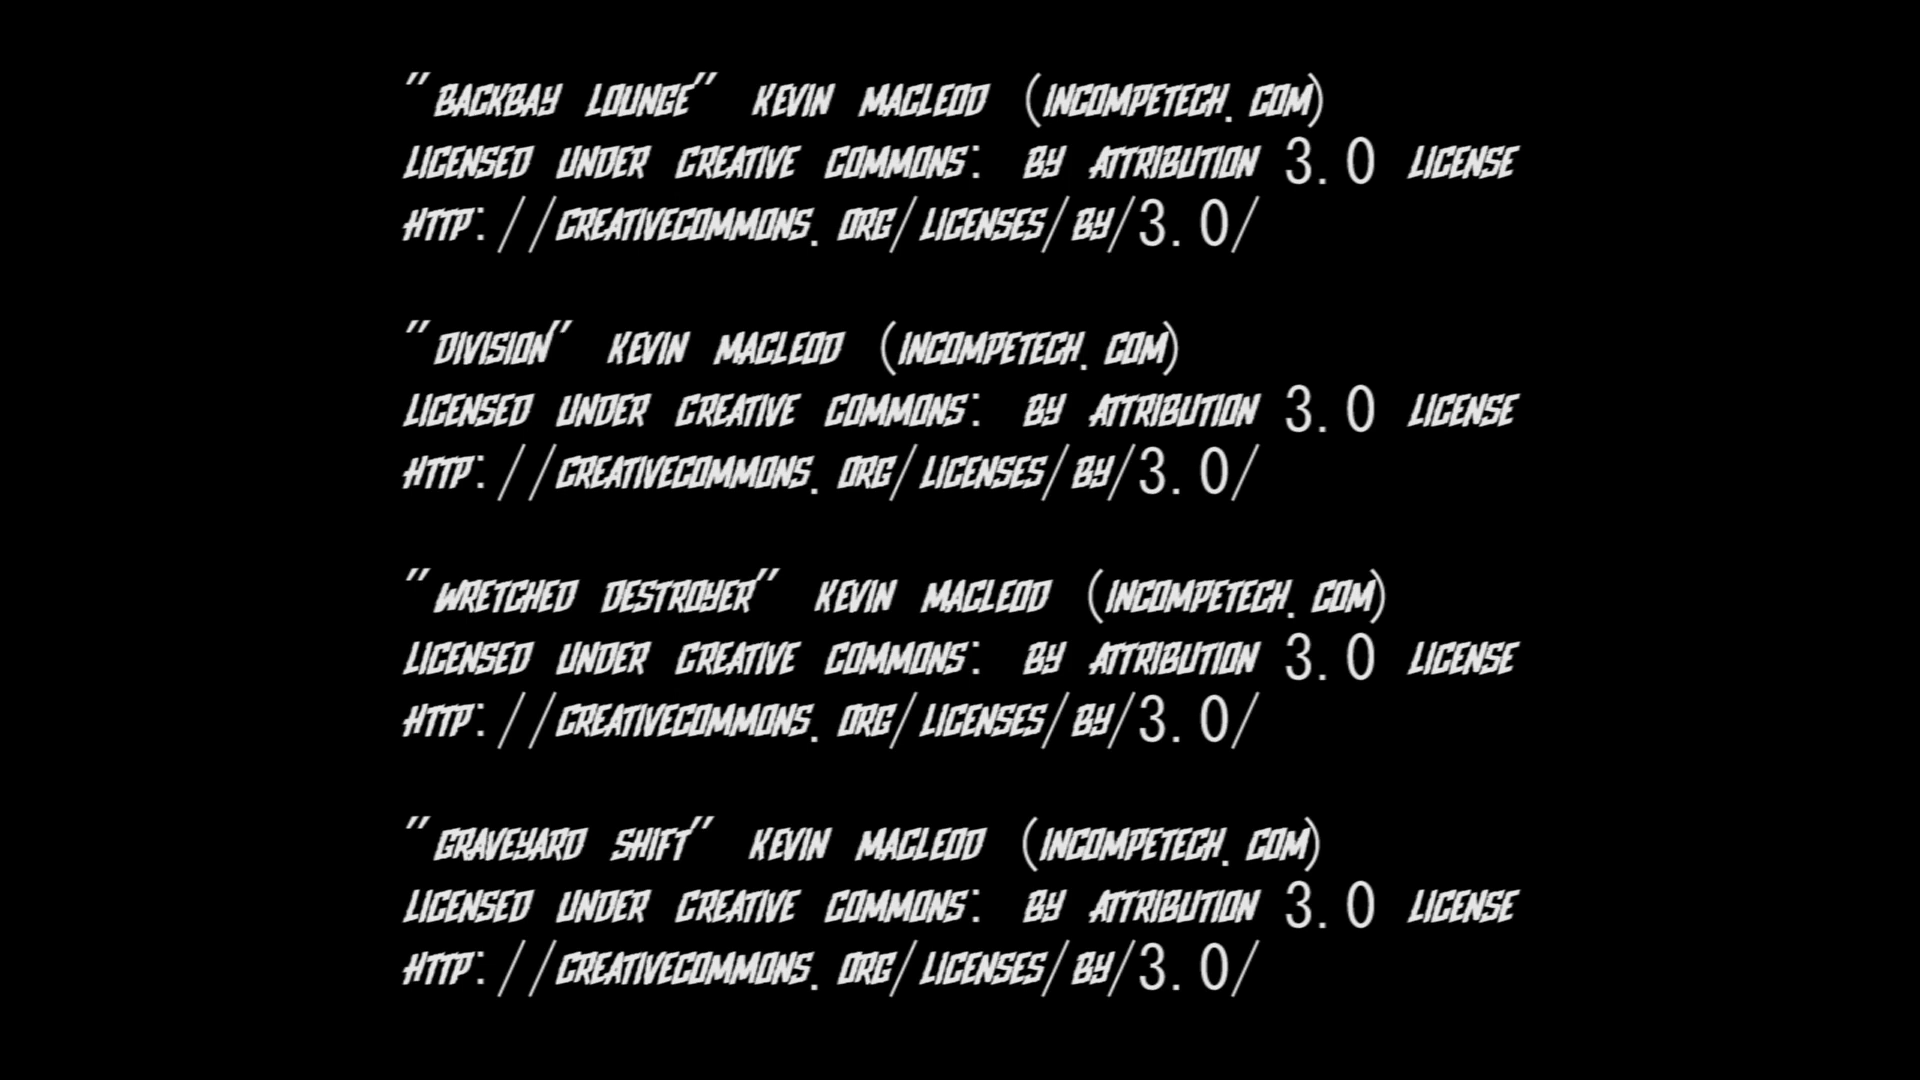 "BACKBAY LOUNGE" KEVIN MACLEOD (INCOMPETECH.COM)
LICENSED UNDER CREATIVE COMMONS: BY ATTRIBUTION 3.0 LICENSE
HTTP://CREATIVECOMMONS.ORG/LICENSES/BY/3.0/
"DIVISION" KEVIN MACLEOD (INCOMPETECH.COM)
LICENSED UNDER CREATIVE COMMONS: BY ATTRIBUTION 3.0 LICENSE
HTTP://CREATIVECOMMONS.ORG/LICENSES/BY/3.0/
"WRETCHED DESTROYER" KEVIN MACLEOD (INCOMPETECH.COM)
LICENSED UNDER CREATIVE COMMONS: BY ATTRIBUTION 3.0 LICENSE
HTTP://CREATIVECOMMONS.ORG/LICENSES/BY/3.0/
"GRAVEYARD SHIFT" KEVIN MACLEOD (INCOMPETECH.COM)
LICENSED UNDER CREATIVE COMMONS: BY ATTRIBUTION 3.0 LICENSE
HTTP://CREATIVECOMMONS.ORG/LICENSES/BY/3.0/